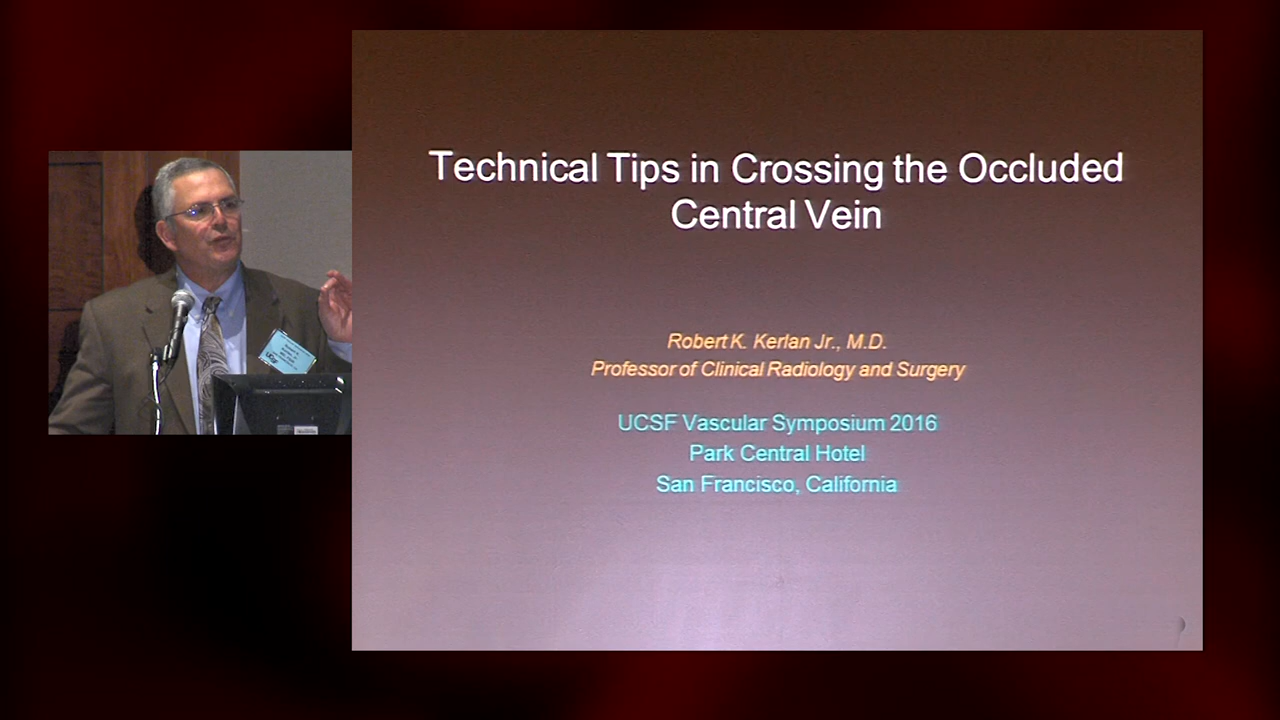 Technical Tips in Crossing the Occluded
Central Vein
Robert K. Kerlan Jr., M.D.
Professor of Clinical Radiology and Surgery
UCSF Vascular Symposium 2016
Park Central Hotel
San Francisco, California
UCSF